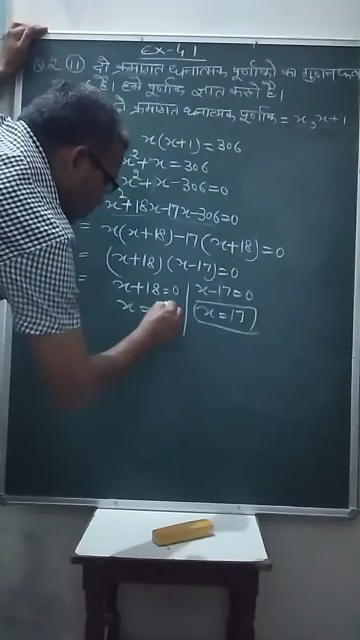 Ex-4.1
Q 2 (ii) दो क्रमागत धनात्मक पूर्णांको का गुणनफल
है। हमें पूर्णांक ज्ञात करने है।
क्रमागत धनात्मक पूर्णांक = x, x+1
x(x+1) = 306
x²+x = 306
x²+x-306=0
x²+18x-17x-306=0
= x(x+18)-17(x+18)=0
= (x+18)(x-17)=0
= x+18=0 | x-17=0
x = | x=17